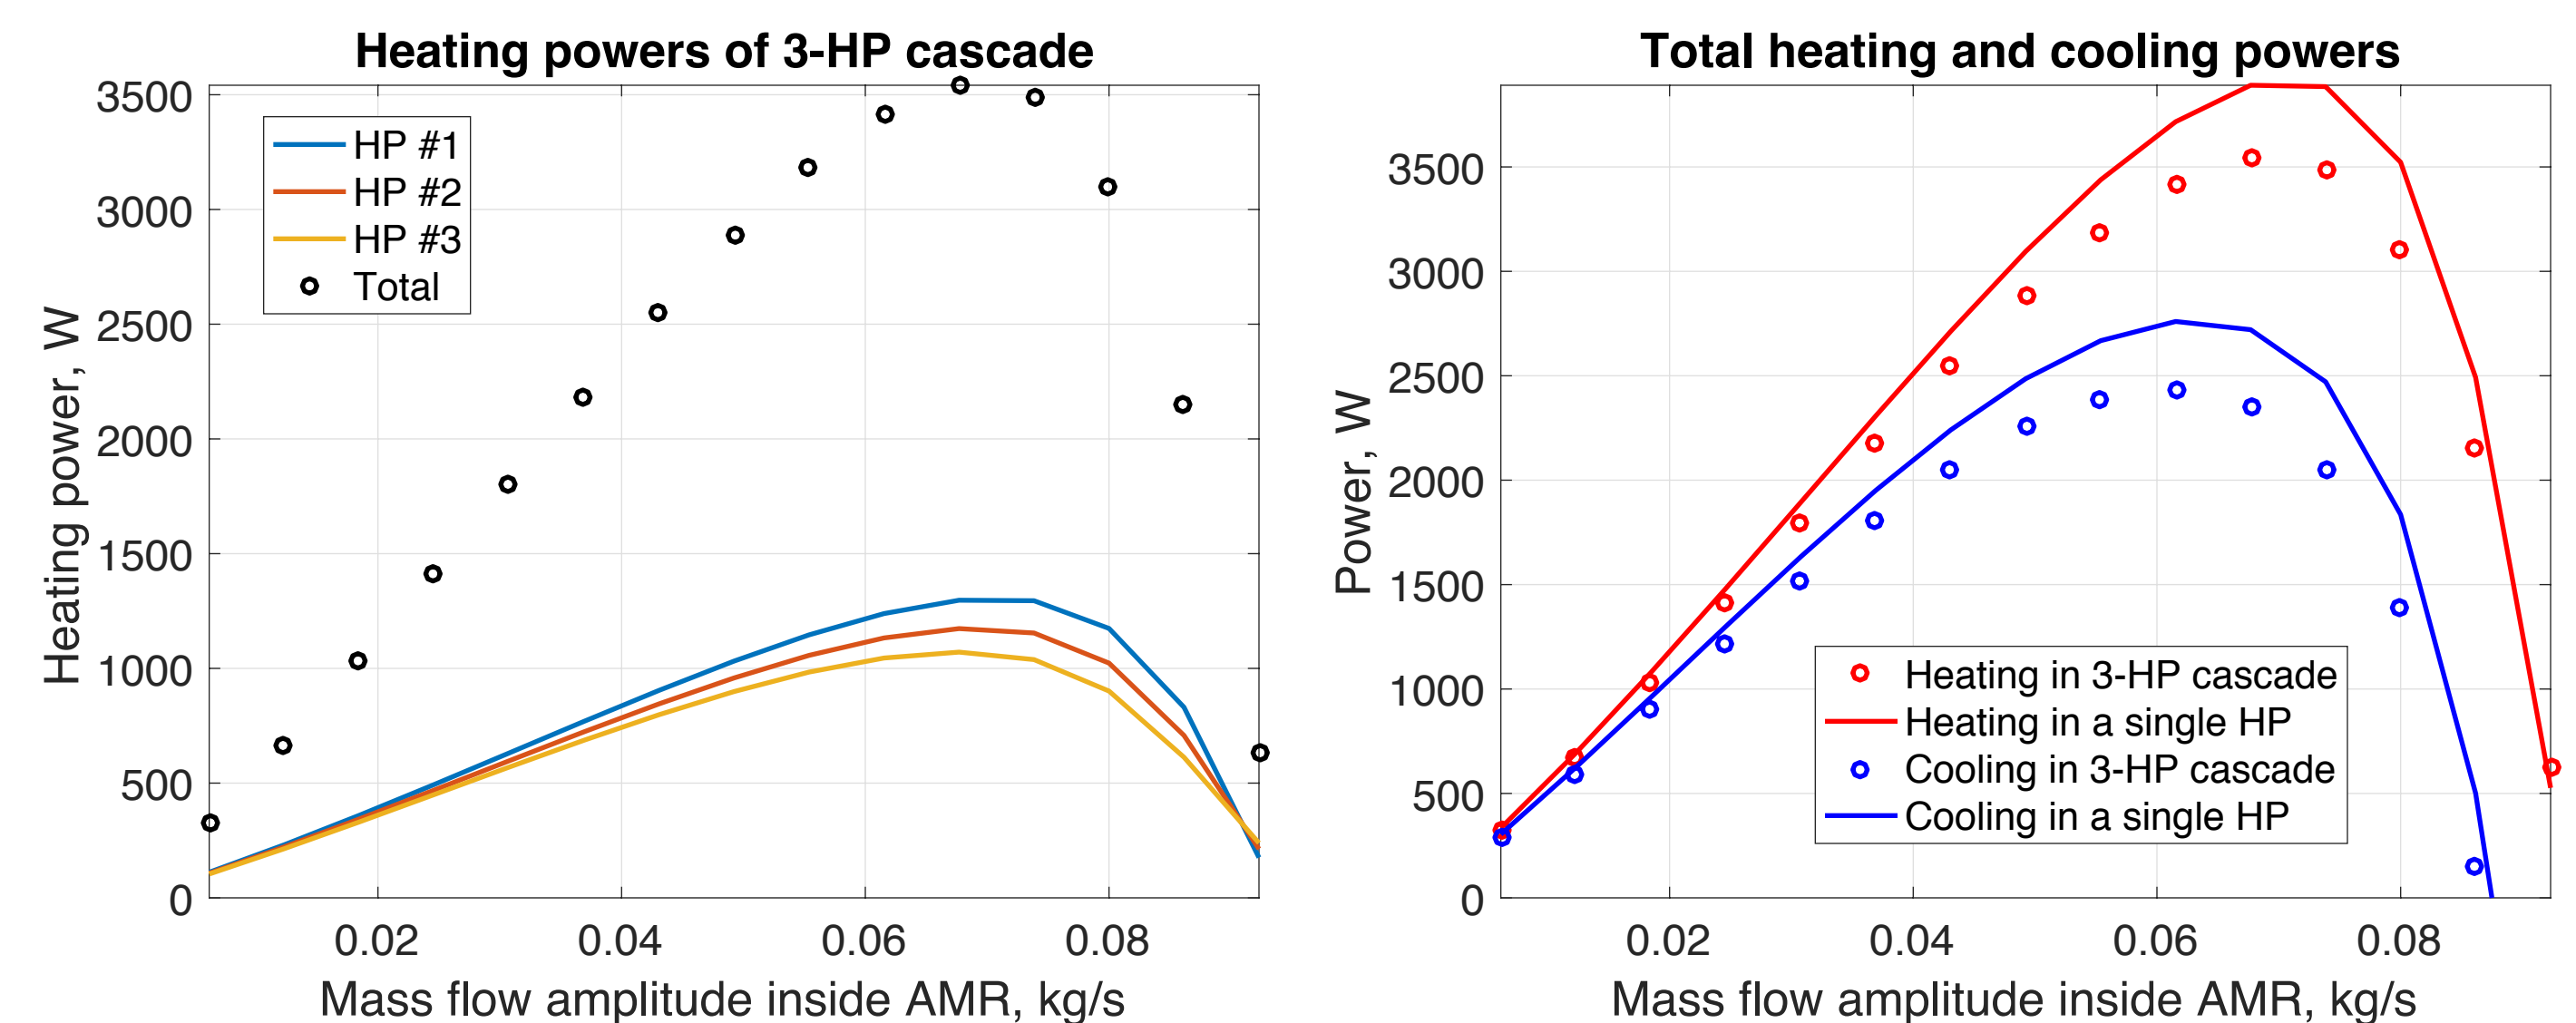 Heating powers of 3-HP cascade
Heating power, W
3500
3000
2500
2000
1500
1000
500
0
HP #1
HP #2
HP #3
Total
0.02 0.04 0.06 0.08
Mass flow amplitude inside AMR, kg/s
Total heating and cooling powers
Power, W
3500
3000
2500
2000
1500
1000
500
0
Heating in 3-HP cascade
Heating in a single HP
Cooling in 3-HP cascade
Cooling in a single HP
0.02 0.04 0.06 0.08
Mass flow amplitude inside AMR, kg/s